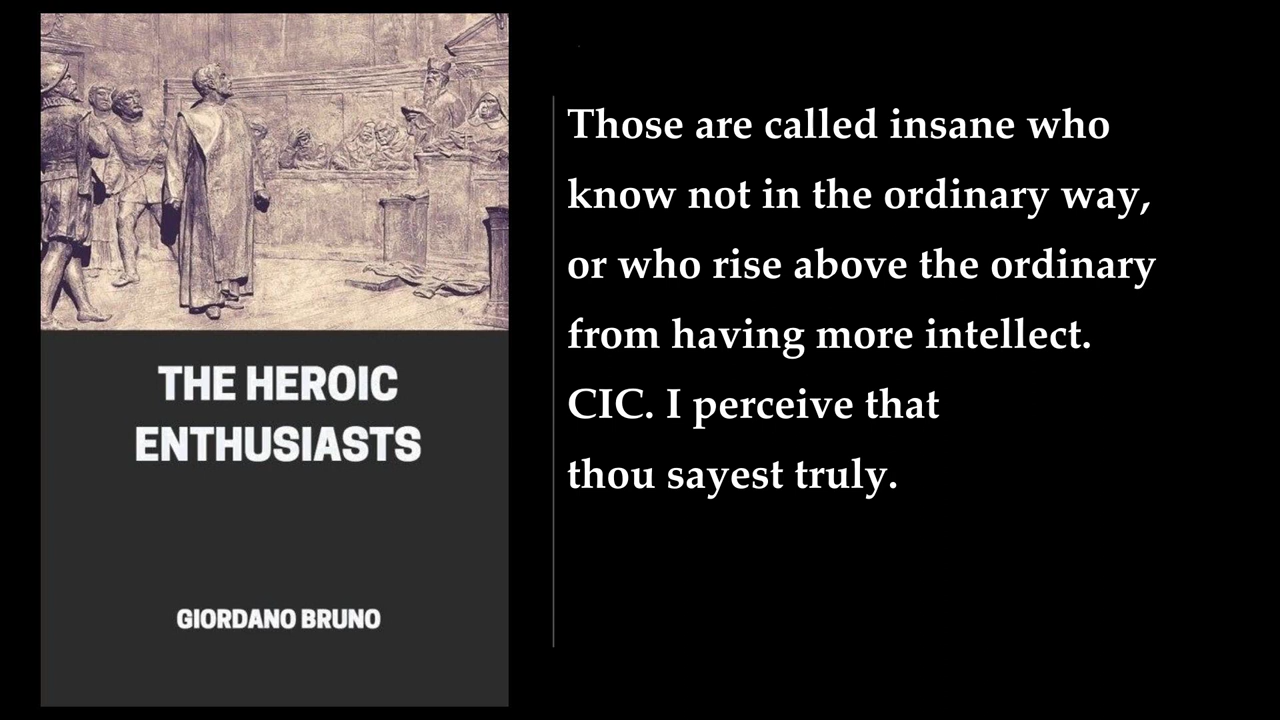 THE HEROIC
ENTHUSIASTS
GIORDANO BRUNO
Those are called insane who
know not in the ordinary way,
or who rise above the ordinary
from having more intellect.
CIC. I perceive that
thou sayest truly.